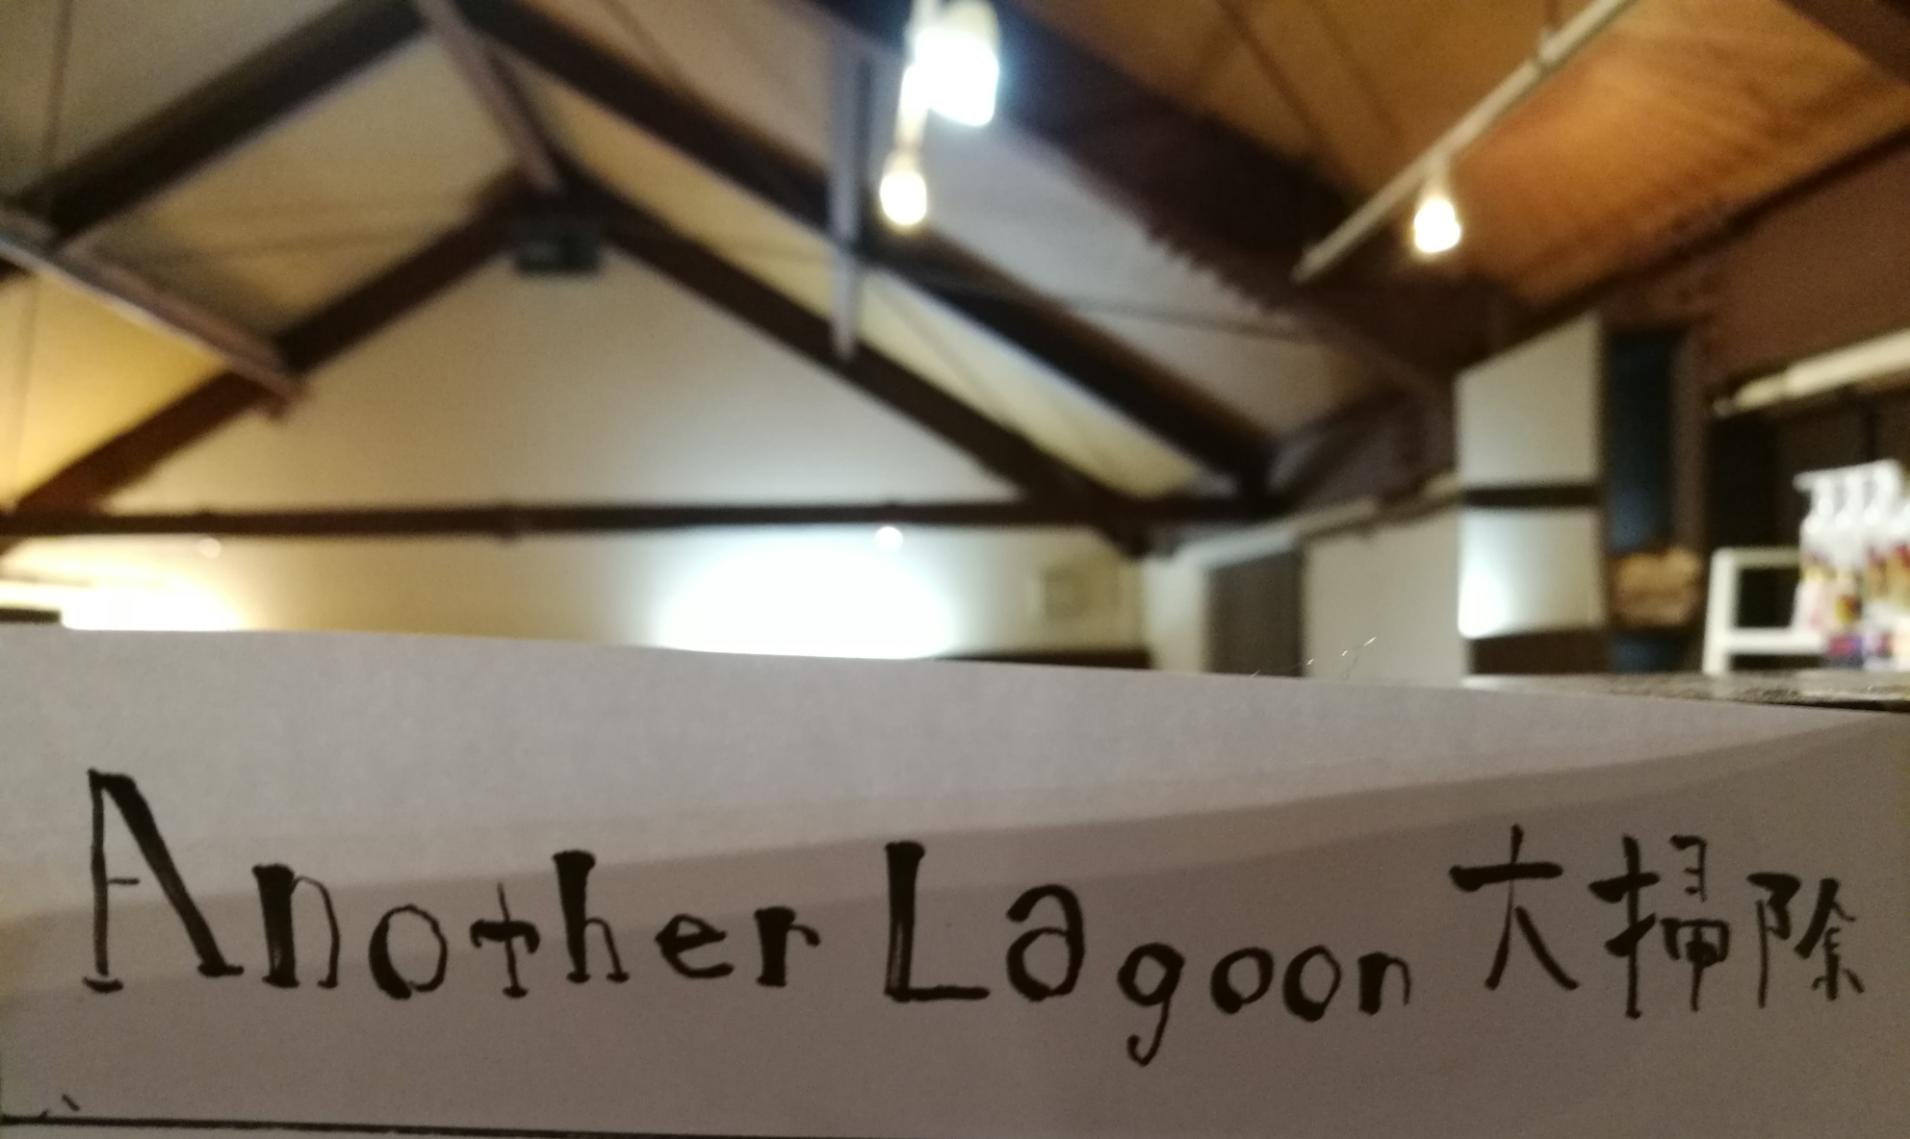 Another Lagoon 大掃除